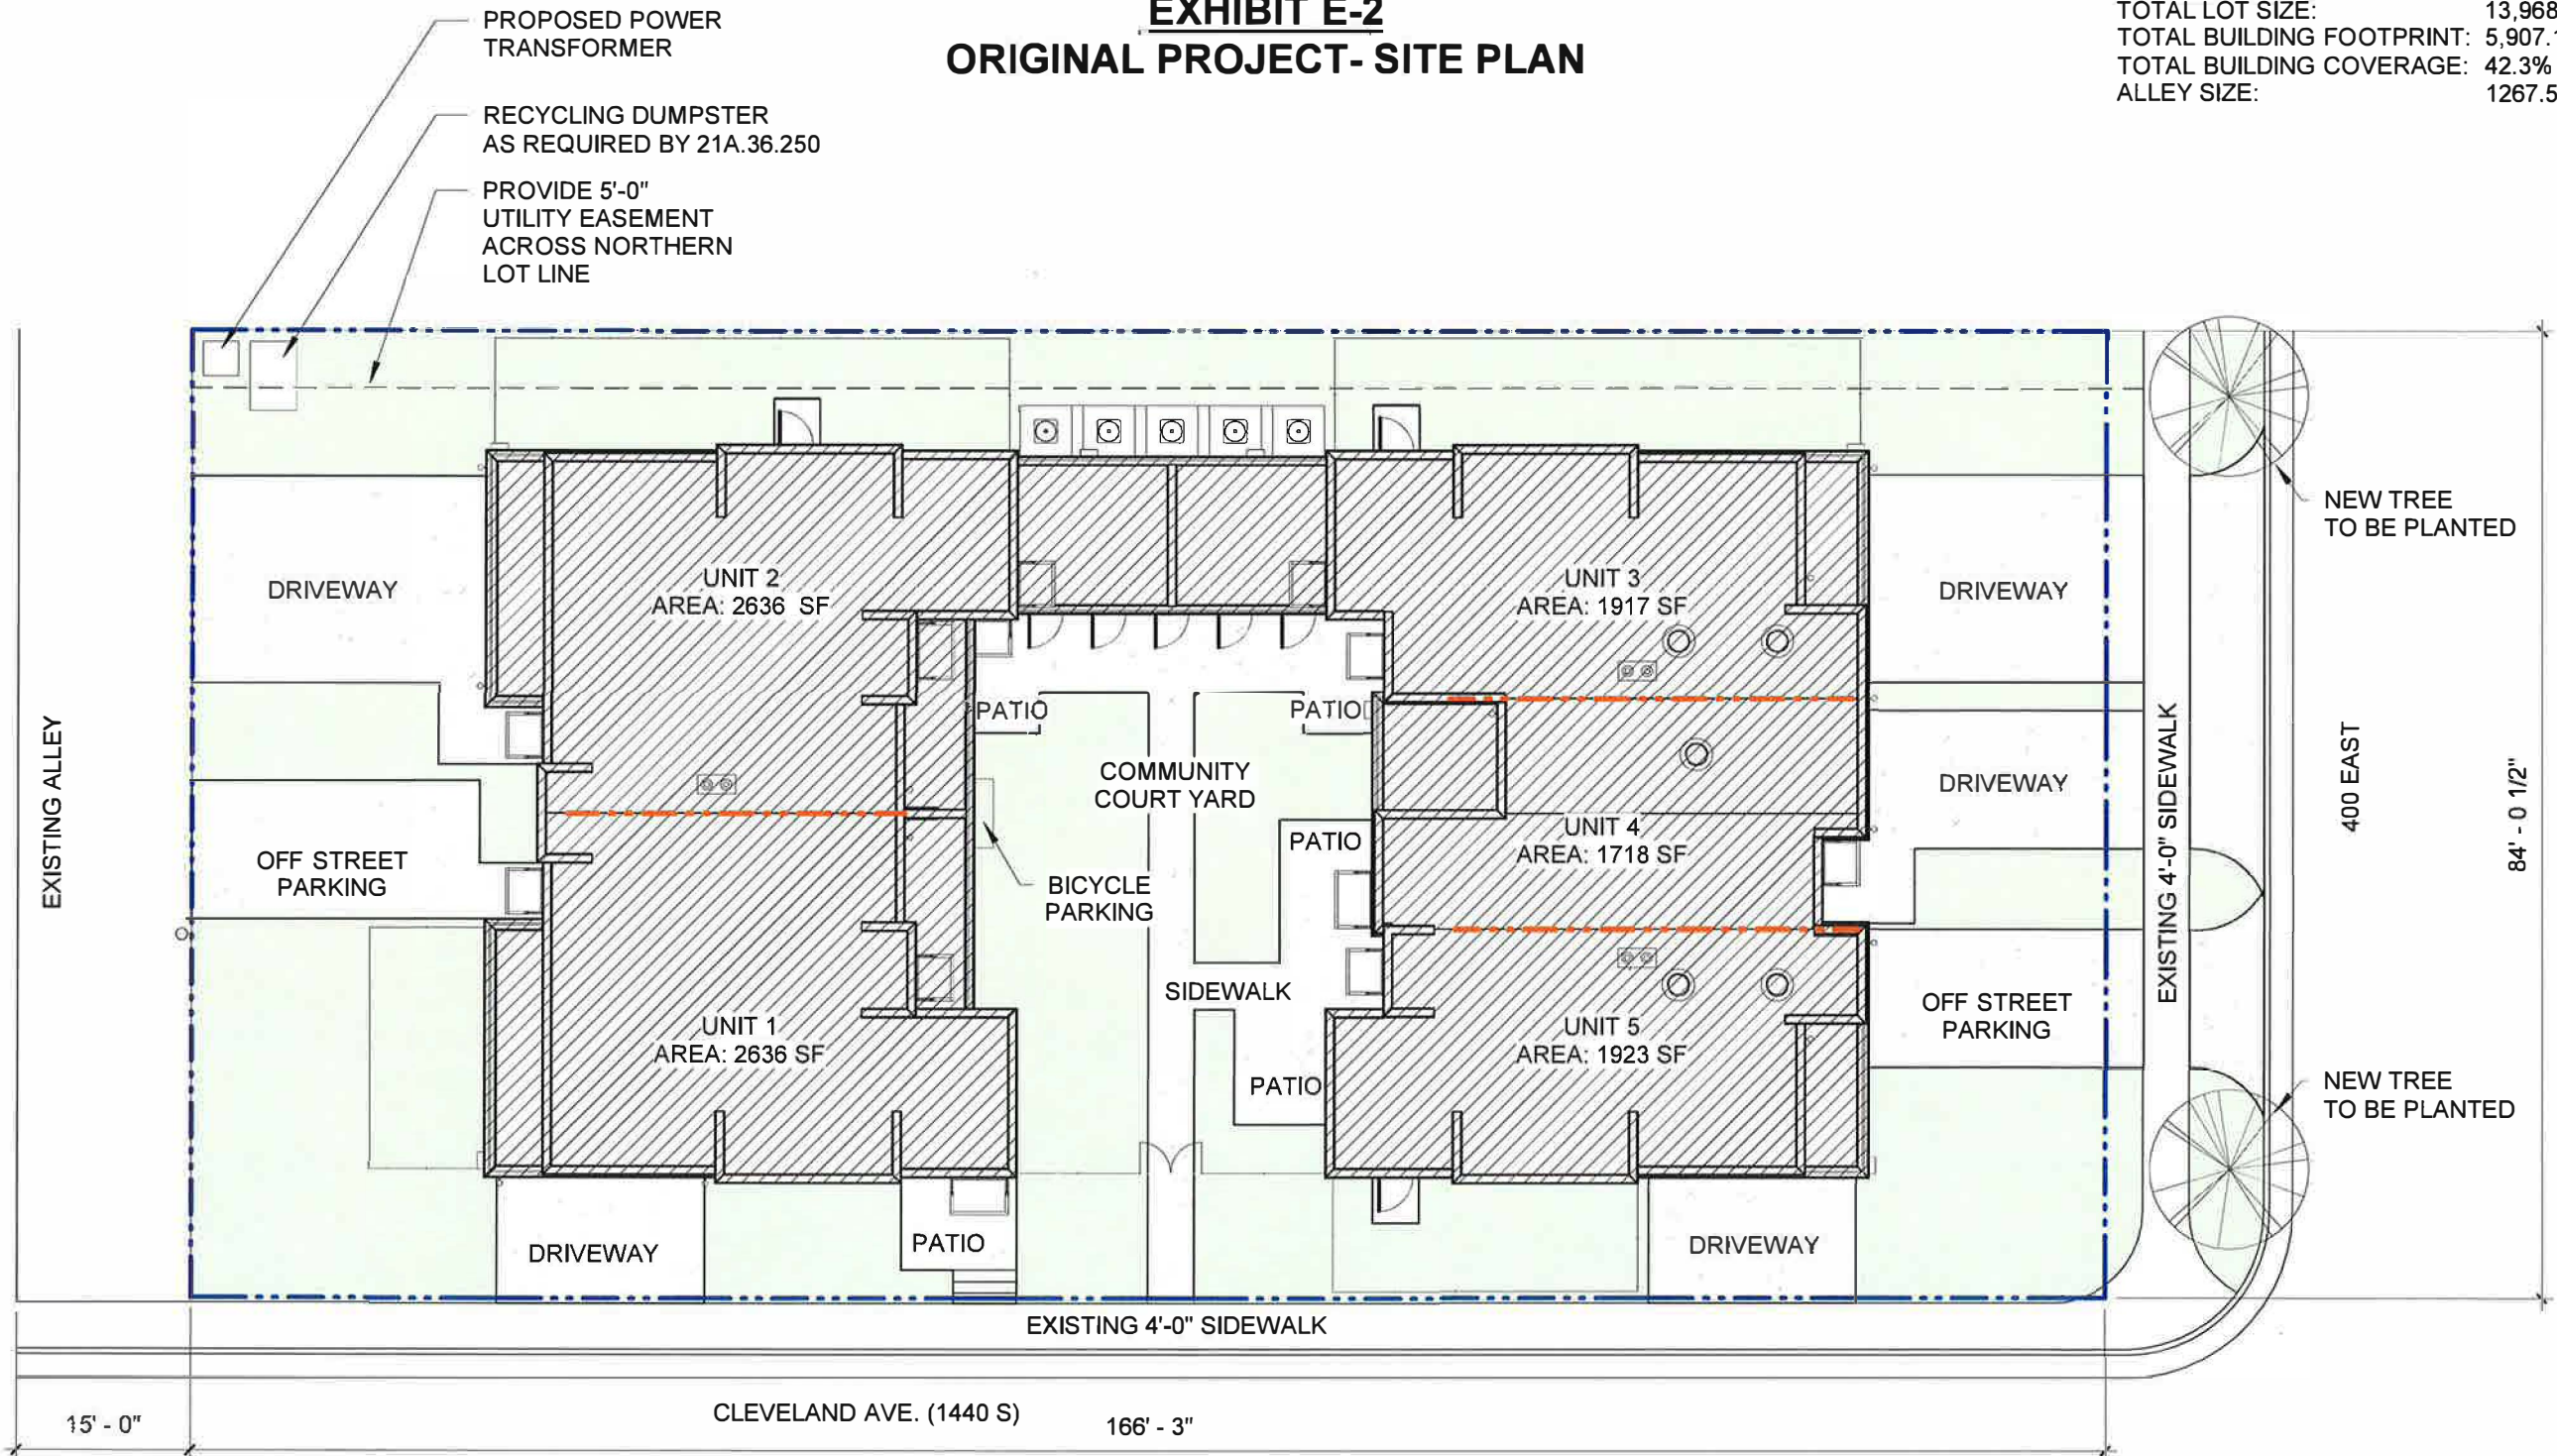 EXHIBIT E-2
ORIGINAL PROJECT- SITE PLAN
TOTAL LOT SIZE: 13,968
TOTAL BUILDING FOOTPRINT: 5,907.
TOTAL BUILDING COVERAGE: 42.3%
ALLEY SIZE: 1267.5
PROPOSED POWER
TRANSFORMER
RECYCLING DUMPSTER
AS REQUIRED BY 21A.36.250
PROVIDE 5'-0"
UTILITY EASEMENT
ACROSS NORTHERN
LOT LINE
NEW TREE
TO BE PLANTED
DRIVEWAY
UNIT 2
AREA: 2636 SF
UNIT 3
AREA: 1917 SF
DRIVEWAY
PATIO
PATIO
EXISTING ALLEY
COMMUNITY
COURT YARD
DRIVEWAY
EXISTING 4'-0" SIDEWALK
400 EAST
84' - 0 1/2"
OFF STREET
PARKING
PATIO
UNIT 4
AREA: 1718 SF
BICYCLE
PARKING
SIDEWALK
UNIT 1
AREA: 2636 SF
UNIT 5
AREA: 1923 SF
OFF STREET
PARKING
PATIO
NEW TREE
TO BE PLANTED
DRIVEWAY
PATIO
DRIVEWAY
EXISTING 4'-0" SIDEWALK
CLEVELAND AVE. (1440 S)
15' - 0"
166' - 3"